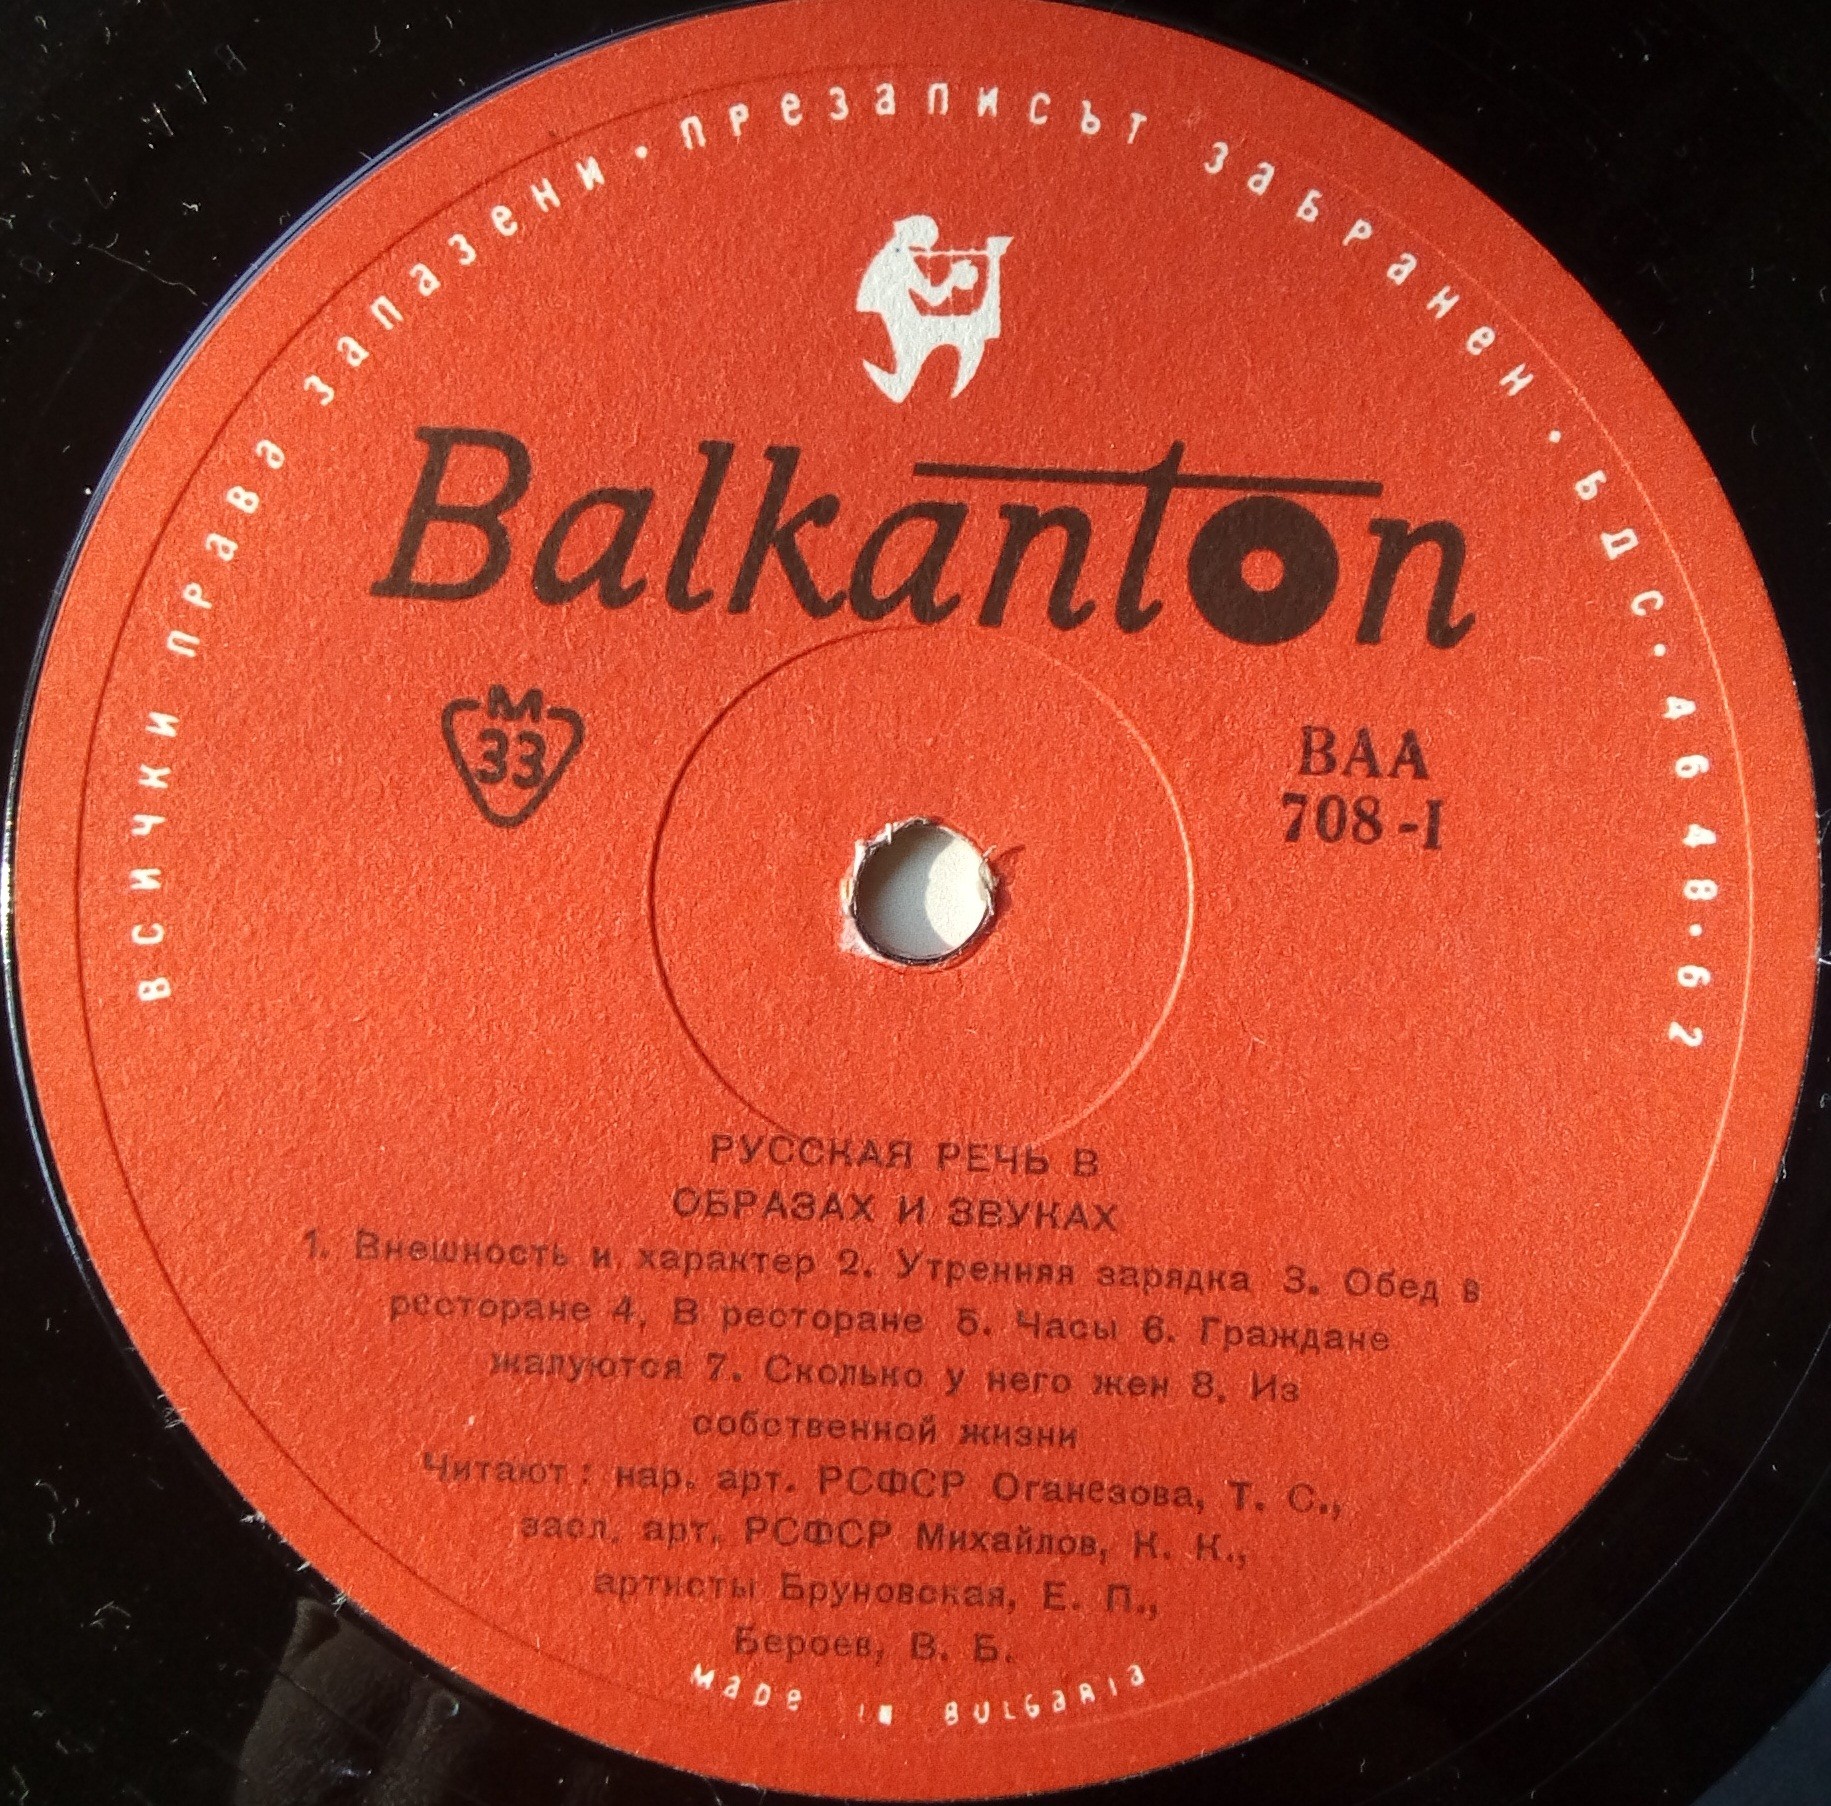 всички права запазени · презаписът забранен · БДС · 4648 · 62
Balkanton
М
33
ВАА
708-I
РУССКАЯ РЕЧЬ В
ОБРАЗАХ И ЗВУКАХ
1. Внешность и характер 2. Утренняя зарядка 3. Обед в
ресторане 4. В ресторане 5. Часы 6. Граждане
жалуются 7. Сколько у него жен 8. Из
собственной жизни
Читают: нар. арт. РСФСР Оганезова, Т. С.,
засл. арт. РСФСР Михайлов, К. К.,
артисты Бруновская, Е. П.,
Бероев, В. Б.
made in BULGaRia